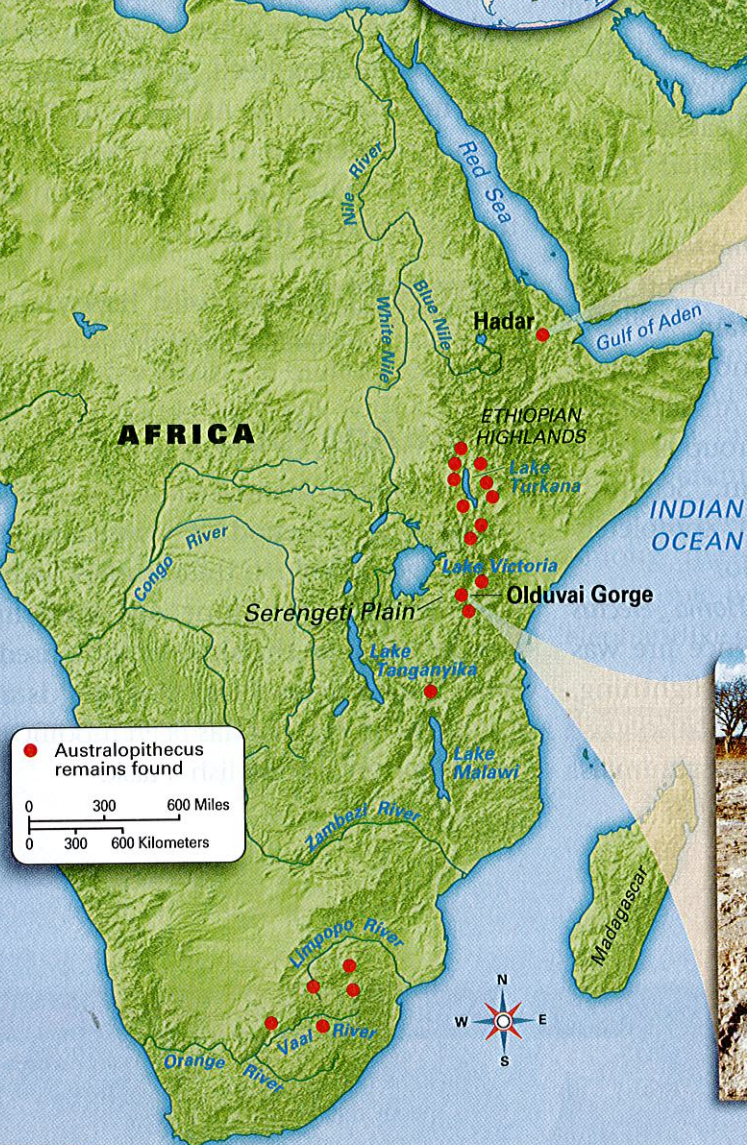 Nile River
Red Sea
White Nile
Blue Nile
Hadar
Gulf of Aden
AFRICA
ETHIOPIAN
HIGHLANDS
Lake
Turkana
INDIAN
OCEAN
Congo River
Lake Victoria
Serengeti Plain
Olduvai Gorge
Lake
Tanganyika
Australopithecus
remains found
0 300 600 Miles
0 300 600 Kilometers
Lake
Malawi
Zambezi River
Madagascar
Limpopo River
N
W E
S
Vaal River
Orange River